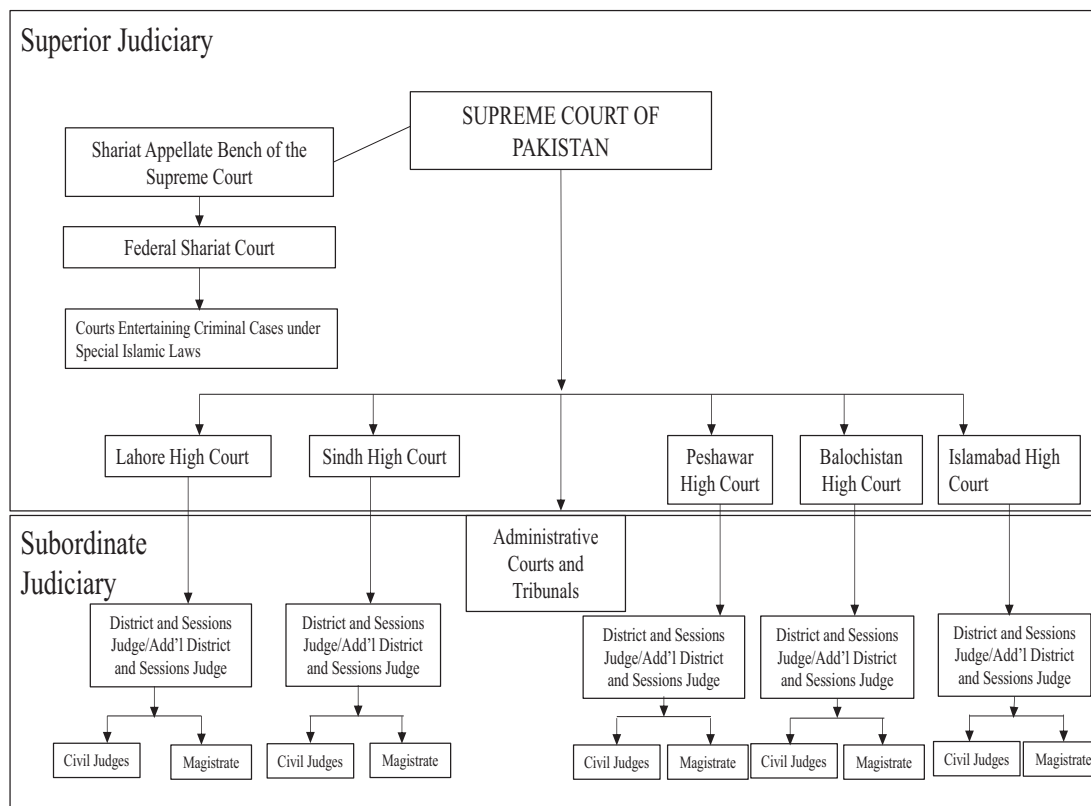 Superior Judiciary
SUPREME COURT OF
PAKISTAN
Shariat Appellate Bench of the
Supreme Court
Federal Shariat Court
Courts Entertaining Criminal Cases under
Special Islamic Laws
Lahore High Court
Sindh High Court
Peshawar
High Court
Balochistan
High Court
Islamabad High
Court
Subordinate
Judiciary
Administrative
Courts and
Tribunals
District and Sessions
Judge/Add’l District
and Sessions Judge
District and Sessions
Judge/Add’l District
and Sessions Judge
District and Sessions
Judge/Add’l District
and Sessions Judge
District and Sessions
Judge/Add’l District
and Sessions Judge
District and Sessions
Judge/Add’l District
and Sessions Judge
Civil Judges
Magistrate
Civil Judges
Magistrate
Civil Judges
Magistrate
Civil Judges
Magistrate
Civil Judges
Magistrate